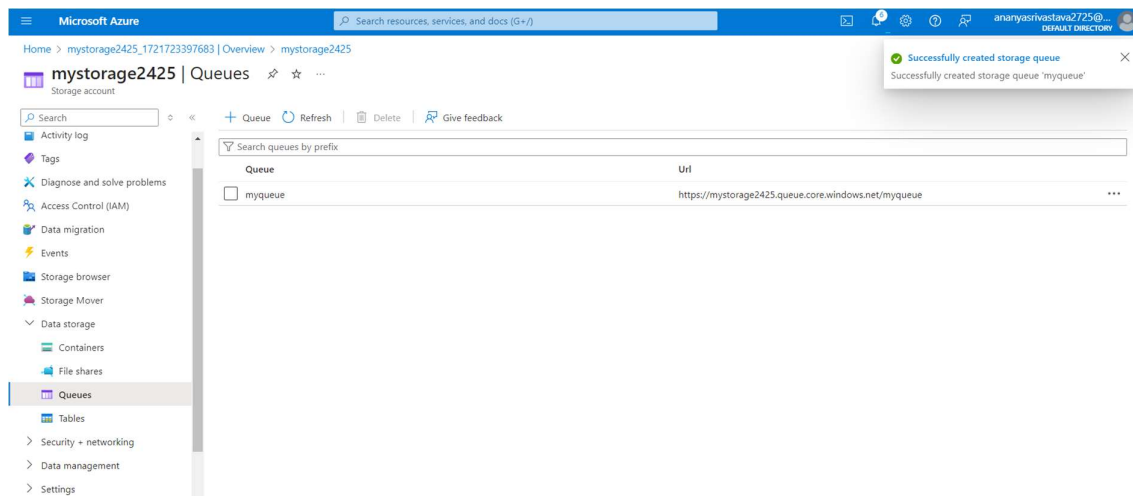 Microsoft Azure
Search resources, services, and docs (G+/)
6
ananyasrivastava2725@...
DEFAULT DIRECTORY
Home > mystorage2425_1721723397683 | Overview > mystorage2425
Successfully created storage queue
Successfully created storage queue 'myqueue'
mystorage2425 | Queues
Storage account
Search
+ Queue Refresh Delete Give feedback
Activity log
Tags
Diagnose and solve problems
Access Control (IAM)
Data migration
Events
Storage browser
Storage Mover
Data storage
Containers
File shares
Queues
Tables
Security + networking
Data management
Settings
Search queues by prefix
Queue Url
myqueue https://mystorage2425.queue.core.windows.net/myqueue